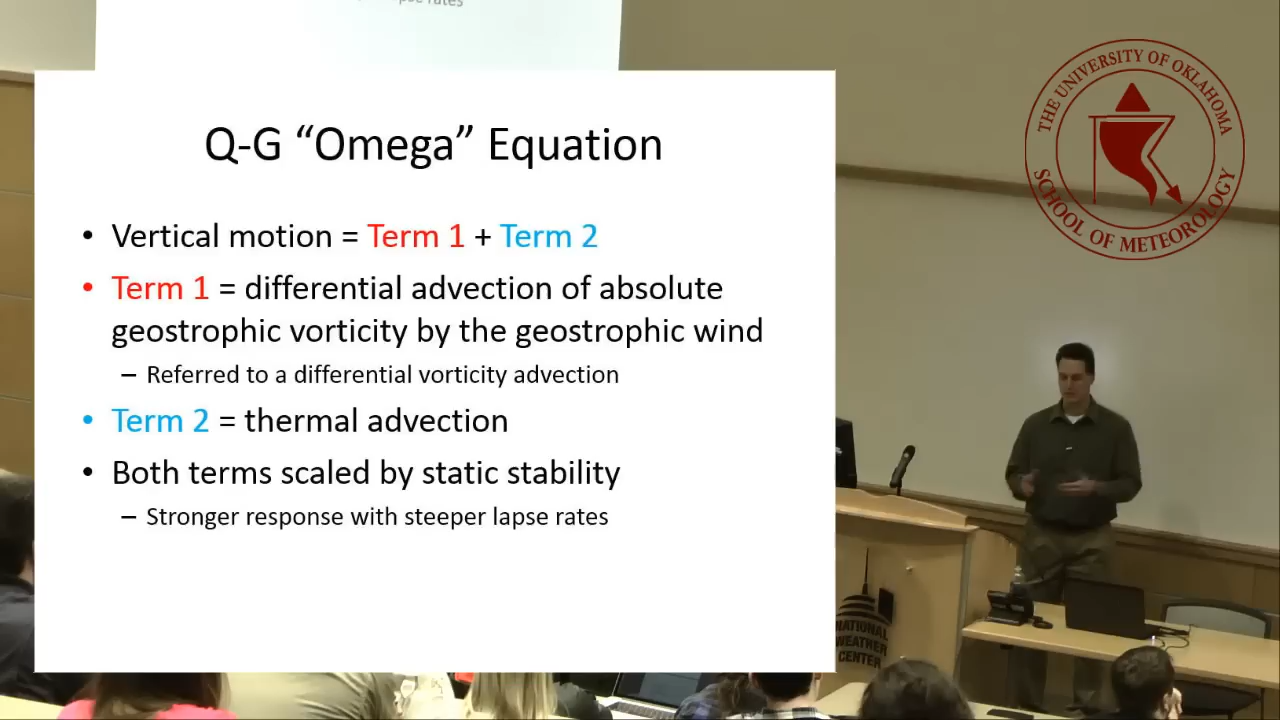 lapse rates
Q-G “Omega” Equation
• Vertical motion = Term 1 + Term 2
• Term 1 = differential advection of absolute
geostrophic vorticity by the geostrophic wind
– Referred to a differential vorticity advection
• Term 2 = thermal advection
• Both terms scaled by static stability
– Stronger response with steeper lapse rates
THE UNIVERSITY OF OKLAHOMA
SCHOOL OF METEOROLOGY
NATIONAL
WEATHER
CENTER